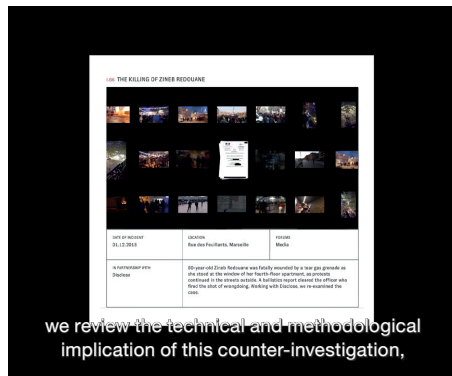 THE KILLING OF ZINEB REDOUANE
DATE OF INCIDENT
01.12.2018
LOCATION
Rue des Feuillants, Marseille
FORUMS
Media
IN PARTNERSHIP WITH
Disclose
80-year-old Zineb Redouane was fatally wounded by a tear gas grenade as
she stood at the window of her fourth-floor apartment, as protests
continued in the streets outside. A ballistics report cleared the officer who
fired the shot of wrongdoing. Working with Disclose, we re-examined the
case.
we review the technical and methodological
implication of this counter-investigation,